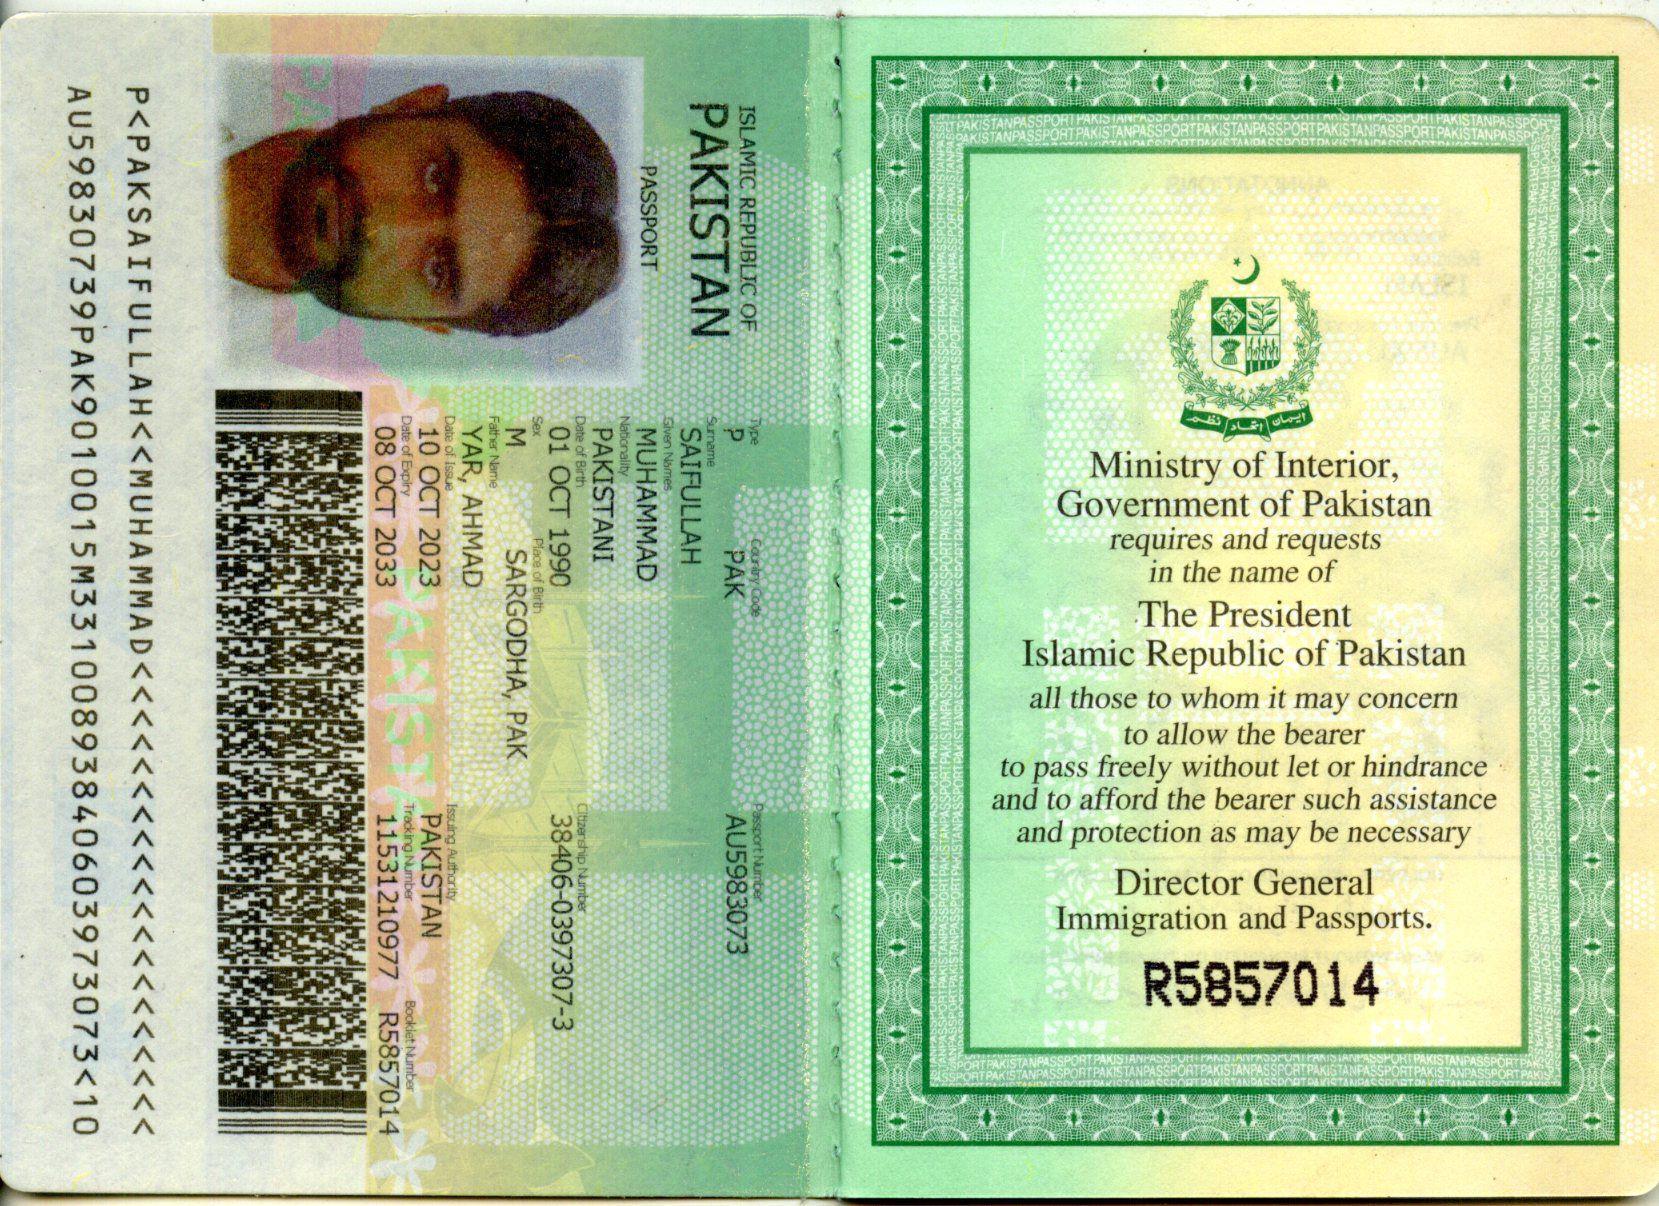 ISLAMIC REPUBLIC OF
PAKISTAN
PASSPORT
Type
P
Country Code
PAK
Passport Number
AU5983073
Surname
SAIFULLAH
Given Names
MUHAMMAD
Nationality
PAKISTANI
Date of Birth
01 OCT 1990
Citizenship Number
38406-0397307-3
Sex
M
Place of Birth
SARGODHA, PAK
Father Name
YAR, AHMAD
Date of Issue
10 OCT 2023
Issuing Authority
PAKISTAN
Date of Expiry
08 OCT 2033
Tracking Number
11531210977
Booklet Number
R5857014
P<PAKSAIFULLAH<<MUHAMMAD<<<<<<<<<<<<<<<<<<<<
AU59830739PAK9010015M33100893840603973073<10
ایمان اتحاد نظم
Ministry of Interior,
Government of Pakistan
requires and requests
in the name of
The President
Islamic Republic of Pakistan
all those to whom it may concern
to allow the bearer
to pass freely without let or hindrance
and to afford the bearer such assistance
and protection as may be necessary
Director General
Immigration and Passports.
R5857014